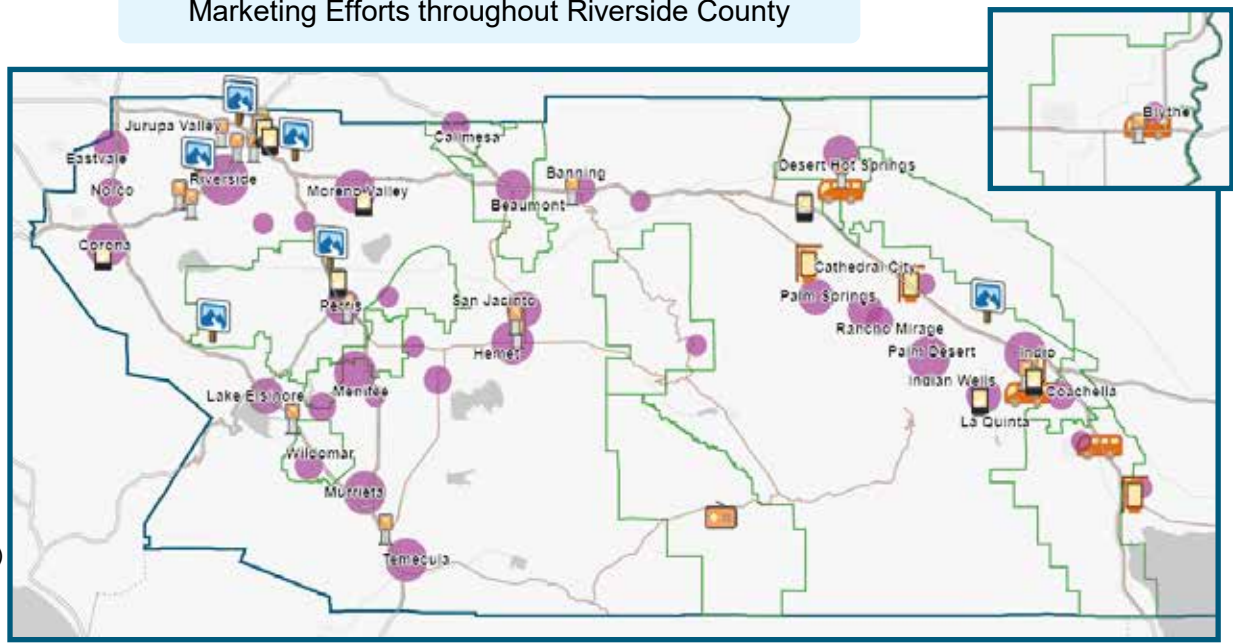 Marketing Efforts throughout Riverside County
Blythe
Jurupa Valley
Calimesa
Eastvale
Desert Hot Springs
Banning
Riverside
Norco
Moreno Valley
Beaumont
Corona
Cathedral City
Palm Springs
San Jacinto
Perris
Rancho Mirage
Hemet
Palm Desert
Indio
Indian Wells
Menifee
Lake Elsinore
Coachella
La Quinta
Wildomar
Murrieta
)
Temecula